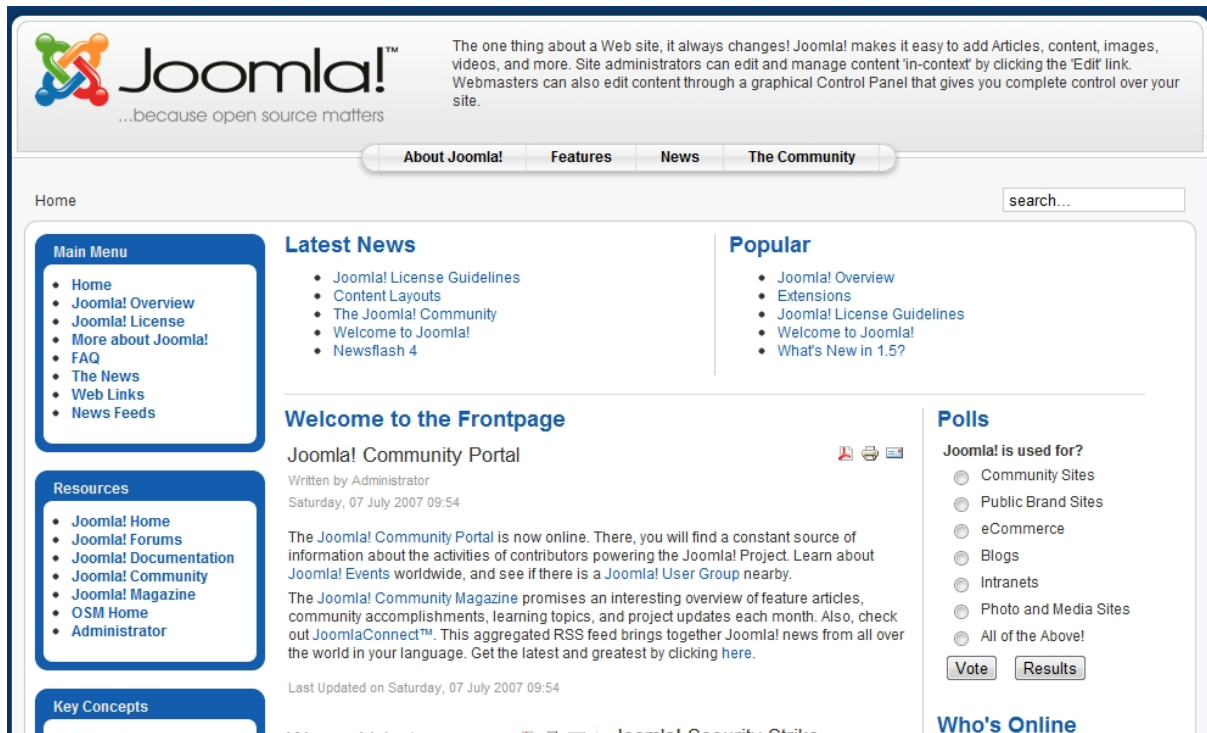 Joomla!™
...because open source matters
The one thing about a Web site, it always changes! Joomla! makes it easy to add Articles, content, images,
videos, and more. Site administrators can edit and manage content 'in-context' by clicking the 'Edit' link.
Webmasters can also edit content through a graphical Control Panel that gives you complete control over your
site.
About Joomla! Features News The Community
Home
search...
Main Menu
Home
Joomla! Overview
Joomla! License
More about Joomla!
FAQ
The News
Web Links
News Feeds
Resources
Joomla! Home
Joomla! Forums
Joomla! Documentation
Joomla! Community
Joomla! Magazine
OSM Home
Administrator
Key Concepts
Latest News
Joomla! License Guidelines
Content Layouts
The Joomla! Community
Welcome to Joomla!
Newsflash 4
Popular
Joomla! Overview
Extensions
Joomla! License Guidelines
Welcome to Joomla!
What's New in 1.5?
Welcome to the Frontpage
Joomla! Community Portal
Written by Administrator
Saturday, 07 July 2007 09:54
The Joomla! Community Portal is now online. There, you will find a constant source of
information about the activities of contributors powering the Joomla! Project. Learn about
Joomla! Events worldwide, and see if there is a Joomla! User Group nearby.
The Joomla! Community Magazine promises an interesting overview of feature articles,
community accomplishments, learning topics, and project updates each month. Also, check
out JoomlaConnect™. This aggregated RSS feed brings together Joomla! news from all over
the world in your language. Get the latest and greatest by clicking here.
Last Updated on Saturday, 07 July 2007 09:54
Joomla! Security Strike
Polls
Joomla! is used for?
Community Sites
Public Brand Sites
eCommerce
Blogs
Intranets
Photo and Media Sites
All of the Above!
Vote Results
Who's Online